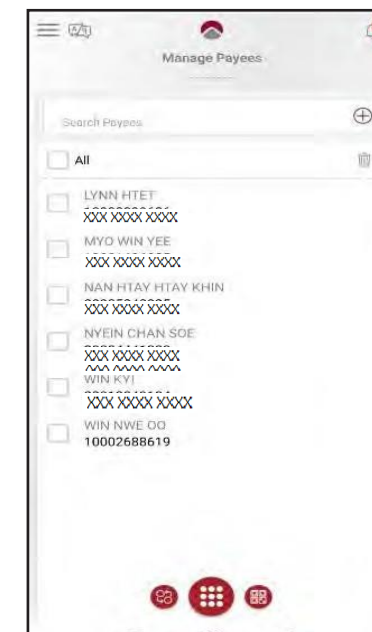 Manage Payees
Search Payees
All
LYNN HTET
XXX XXXX XXXX
MYO WIN YEE
XXX XXXX XXXX
NAN HTAY HTAY KHIN
XXX XXXX XXXX
NYEIN CHAN SOE
XXX XXXX XXXX
WIN KYI
XXX XXXX XXXX
WIN NWE OO
10002688619